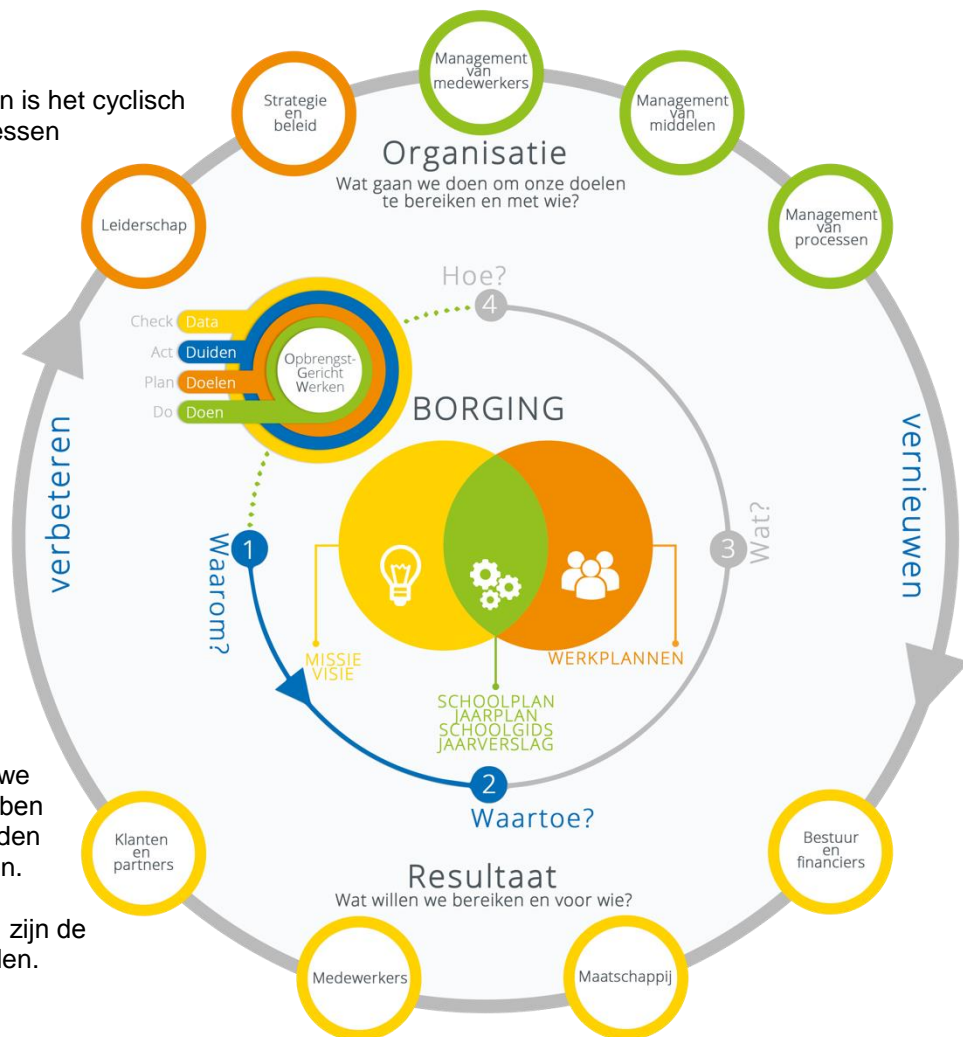 n is het cyclisch
essen
Management
van
medewerkers
Strategie
en
beleid
Management
van
middelen
Leiderschap
Management
van
processen
Organisatie
Wat gaan we doen om onze doelen
te bereiken en met wie?
Hoe?
4
Check Data
Act Duiden
Plan Doelen
Do Doen
Opbrengst-
Gericht
Werken
BORGING
verbeteren
vernieuwen
1
Waarom?
3
Wat?
MISSIE
VISIE
WERKPLANNEN
SCHOOLPLAN
JAARPLAN
SCHOOLGIDS
JAARVERSLAG
2
Waartoe?
we
ben
den
n.
zijn de
den.
Klanten
en
partners
Bestuur
en
financiers
Resultaat
Wat willen we bereiken en voor wie?
Medewerkers
Maatschappij